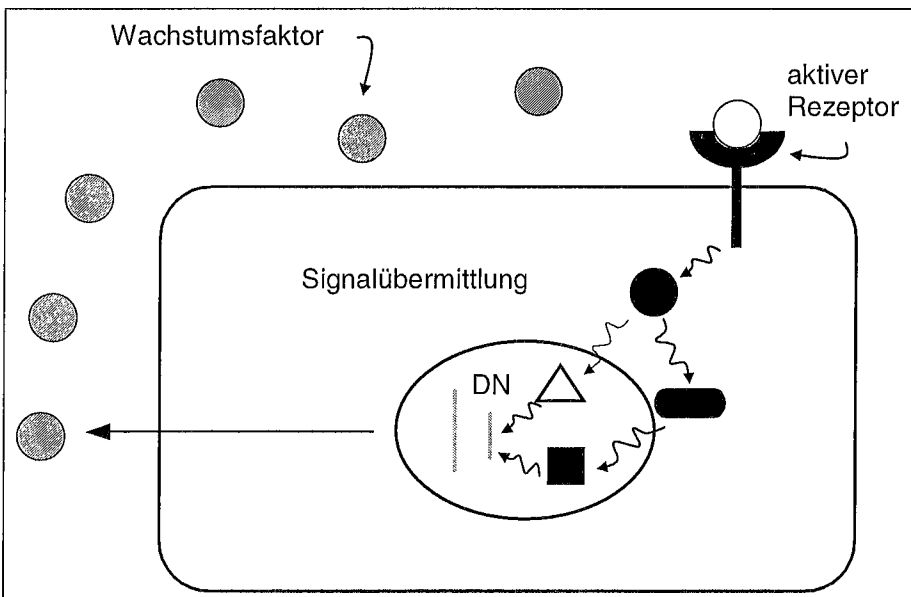 Wachstumsfaktor
aktiver
Rezeptor
Signalübermittlung
DN